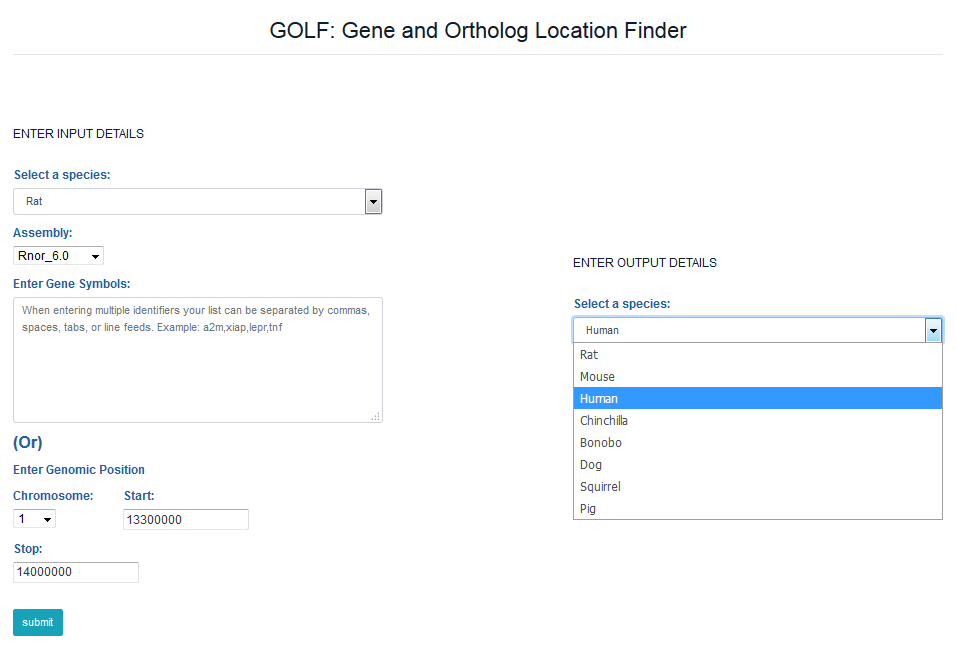 GOLF: Gene and Ortholog Location Finder
ENTER INPUT DETAILS
Select a species:
Rat
Assembly:
Rnor_6.0
Enter Gene Symbols:
When entering multiple identifiers your list can be separated by commas,
spaces, tabs, or line feeds. Example: a2m,xiap,lepr,tnf
(Or)
Enter Genomic Position
Chromosome: Start:
1 13300000
Stop:
14000000
submit
ENTER OUTPUT DETAILS
Select a species:
Human
Rat
Mouse
Human
Chinchilla
Bonobo
Dog
Squirrel
Pig